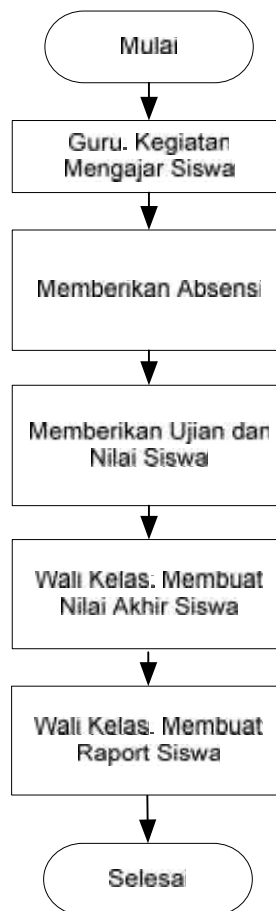 Mulai
Guru. Kegiatan
Mengajar Siswa
Memberikan Absensi
Memberikan Ujian dan
Nilai Siswa
Wali Kelas. Membuat
Nilai Akhir Siswa
Wali Kelas. Membuat
Raport Siswa
Selesai